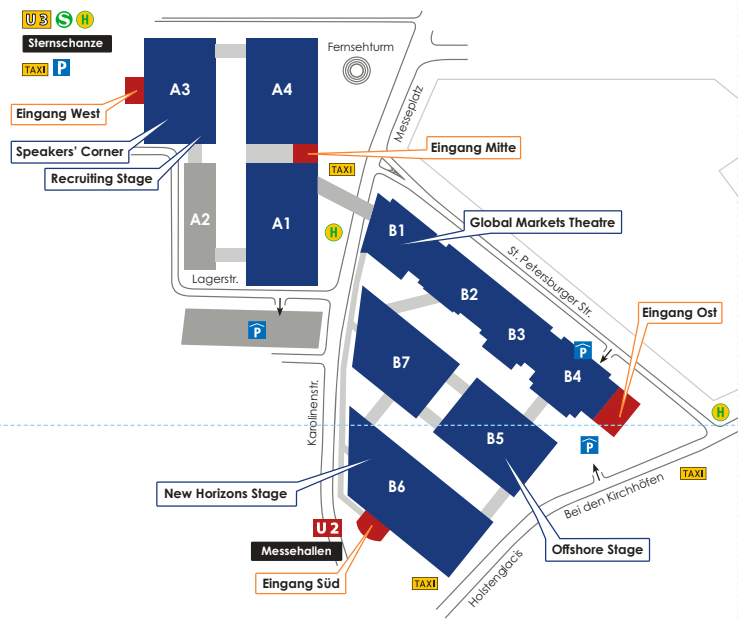 U3 S H
Sternschanze
TAXI P
Fernsehturm
A3
A4
Messeplatz
Eingang West
Speakers' Corner
Recruiting Stage
Eingang Mitte
TAXI
A2
A1
B1
Global Markets Theatre
H
St. Petersburger Str.
Lagerstr.
B2
Eingang Ost
P
B3
P
B7
B4
Karolinenstr.
H
B5
P
B6
TAXI
New Horizons Stage
Bei den Kirchhöfen
U2
Messehallen
Offshore Stage
Eingang Süd
TAXI
Holstenglacis